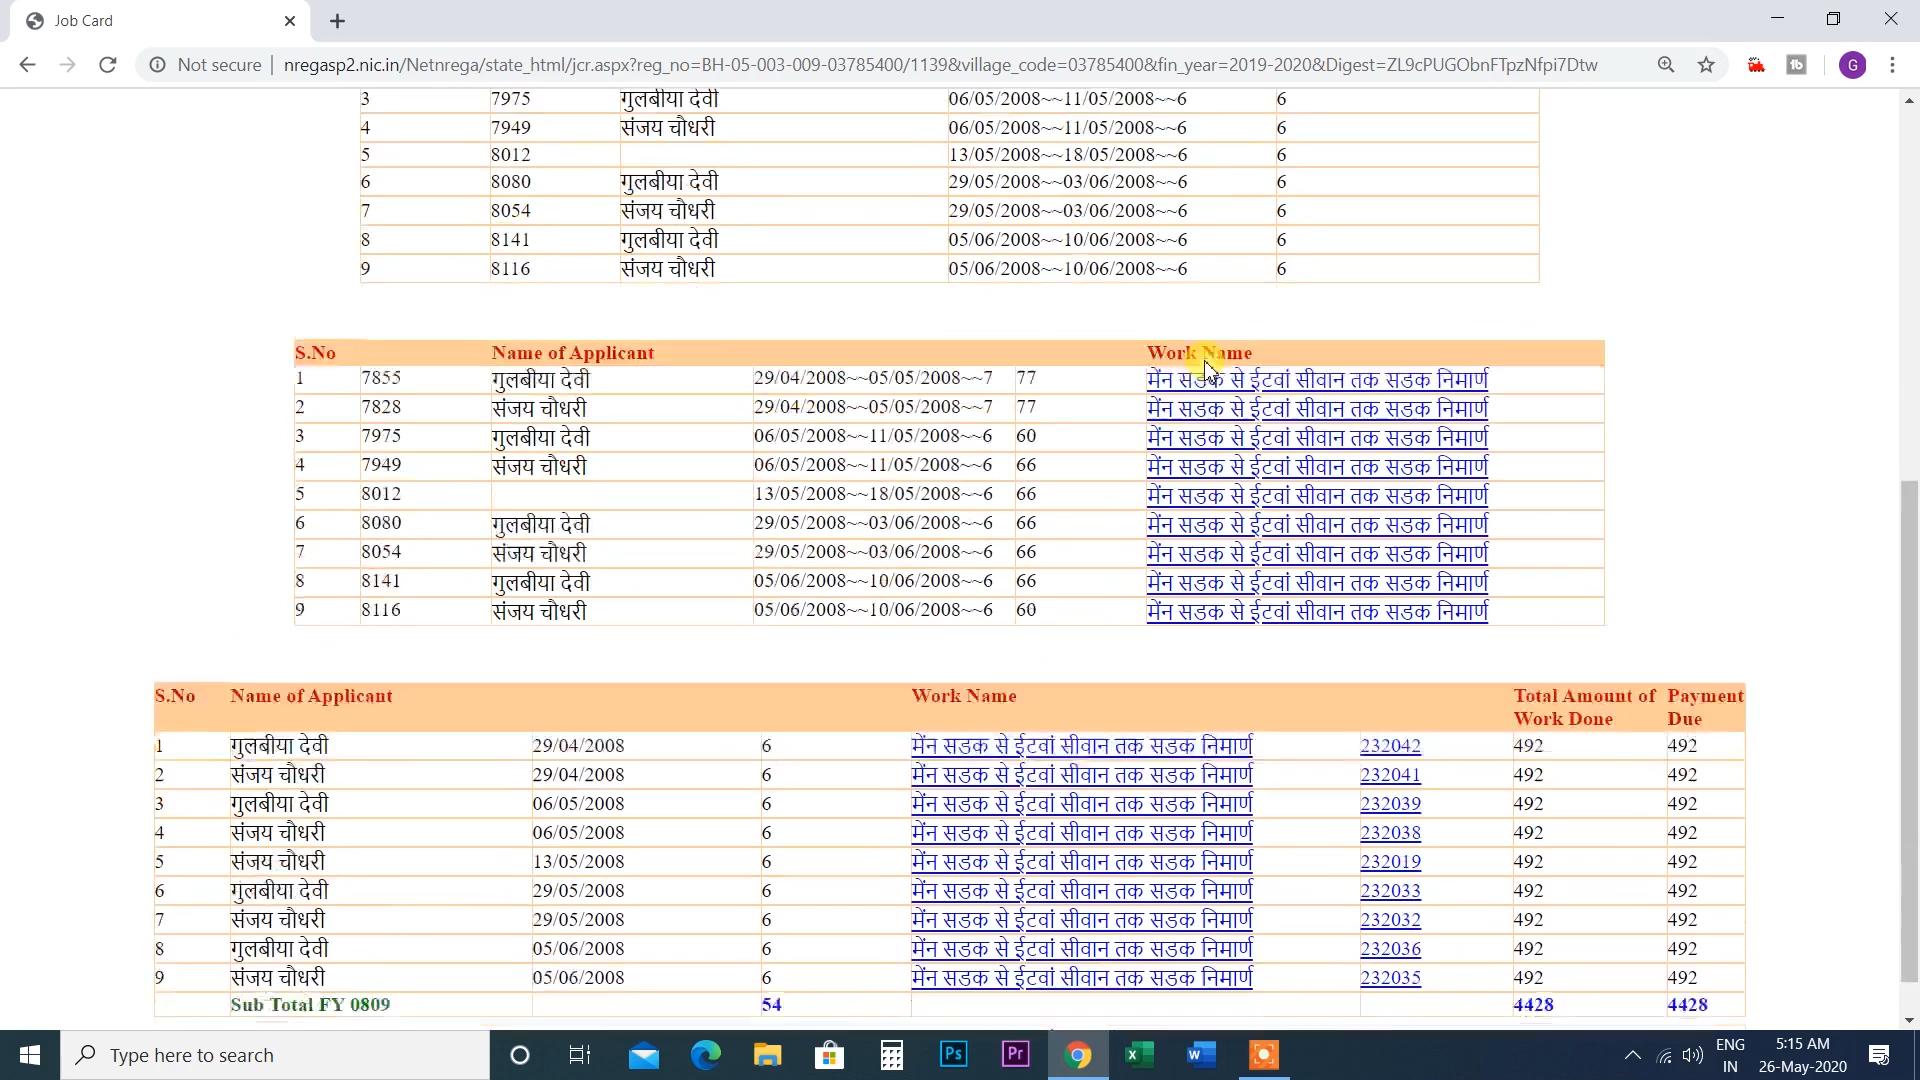 Job Card
Not secure nregasp2.nic.in/Netnrega/state_html/jcr.aspx?reg_no=BH-05-003-009-03785400/1139&village_code=037854008&fin_year=2019-2020&Digest=ZL9cPUGObnFTpzNfpi7Dtw
G
3 7975 गुलबीया देवी 06/05/2008~~11/05/2008~~6 6
4 7949 संजय चौधरी 06/05/2008~~11/05/2008~~6 6
5 8012 13/05/2008~~18/05/2008~~6 6
6 8080 गुलबीया देवी 29/05/2008~~03/06/2008~~6 6
7 8054 संजय चौधरी 29/05/2008~~03/06/2008~~6 6
8 8141 गुलबीया देवी 05/06/2008~~10/06/2008~~6 6
9 8116 संजय चौधरी 05/06/2008~~10/06/2008~~6 6
S.No Name of Applicant Work Name
1 7855 गुलबीया देवी 29/04/2008~~05/05/2008~~7 77 मेंन सडक से ईटवां सीवान तक सडक निमार्ण
2 7828 संजय चौधरी 29/04/2008~~05/05/2008~~7 77 मेंन सडक से ईटवां सीवान तक सडक निमार्ण
3 7975 गुलबीया देवी 06/05/2008~~11/05/2008~~6 60 मेंन सडक से ईटवां सीवान तक सडक निमार्ण
4 7949 संजय चौधरी 06/05/2008~~11/05/2008~~6 66 मेंन सडक से ईटवां सीवान तक सडक निमार्ण
5 8012 13/05/2008~~18/05/2008~~6 66 मेंन सडक से ईटवां सीवान तक सडक निमार्ण
6 8080 गुलबीया देवी 29/05/2008~~03/06/2008~~6 66 मेंन सडक से ईटवां सीवान तक सडक निमार्ण
7 8054 संजय चौधरी 29/05/2008~~03/06/2008~~6 66 मेंन सडक से ईटवां सीवान तक सडक निमार्ण
8 8141 गुलबीया देवी 05/06/2008~~10/06/2008~~6 66 मेंन सडक से ईटवां सीवान तक सडक निमार्ण
9 8116 संजय चौधरी 05/06/2008~~10/06/2008~~6 60 मेंन सडक से ईटवां सीवान तक सडक निमार्ण
S.No Name of Applicant Work Name Total Amount of Payment
Work Done Due
1 गुलबीया देवी 29/04/2008 6 मेंन सडक से ईटवां सीवान तक सडक निमार्ण 232042 492 492
2 संजय चौधरी 29/04/2008 6 मेंन सडक से ईटवां सीवान तक सडक निमार्ण 232041 492 492
3 गुलबीया देवी 06/05/2008 6 मेंन सडक से ईटवां सीवान तक सडक निमार्ण 232039 492 492
4 संजय चौधरी 06/05/2008 6 मेंन सडक से ईटवां सीवान तक सडक निमार्ण 232038 492 492
5 संजय चौधरी 13/05/2008 6 मेंन सडक से ईटवां सीवान तक सडक निमार्ण 232019 492 492
6 गुलबीया देवी 29/05/2008 6 मेंन सडक से ईटवां सीवान तक सडक निमार्ण 232033 492 492
7 संजय चौधरी 29/05/2008 6 मेंन सडक से ईटवां सीवान तक सडक निमार्ण 232032 492 492
8 गुलबीया देवी 05/06/2008 6 मेंन सडक से ईटवां सीवान तक सडक निमार्ण 232036 492 492
9 संजय चौधरी 05/06/2008 6 मेंन सडक से ईटवां सीवान तक सडक निमार्ण 232035 492 492
Sub Total FY 0809 54 4428 4428
Type here to search Ps Pr ENG 5:15 AM
IN 26-May-2020